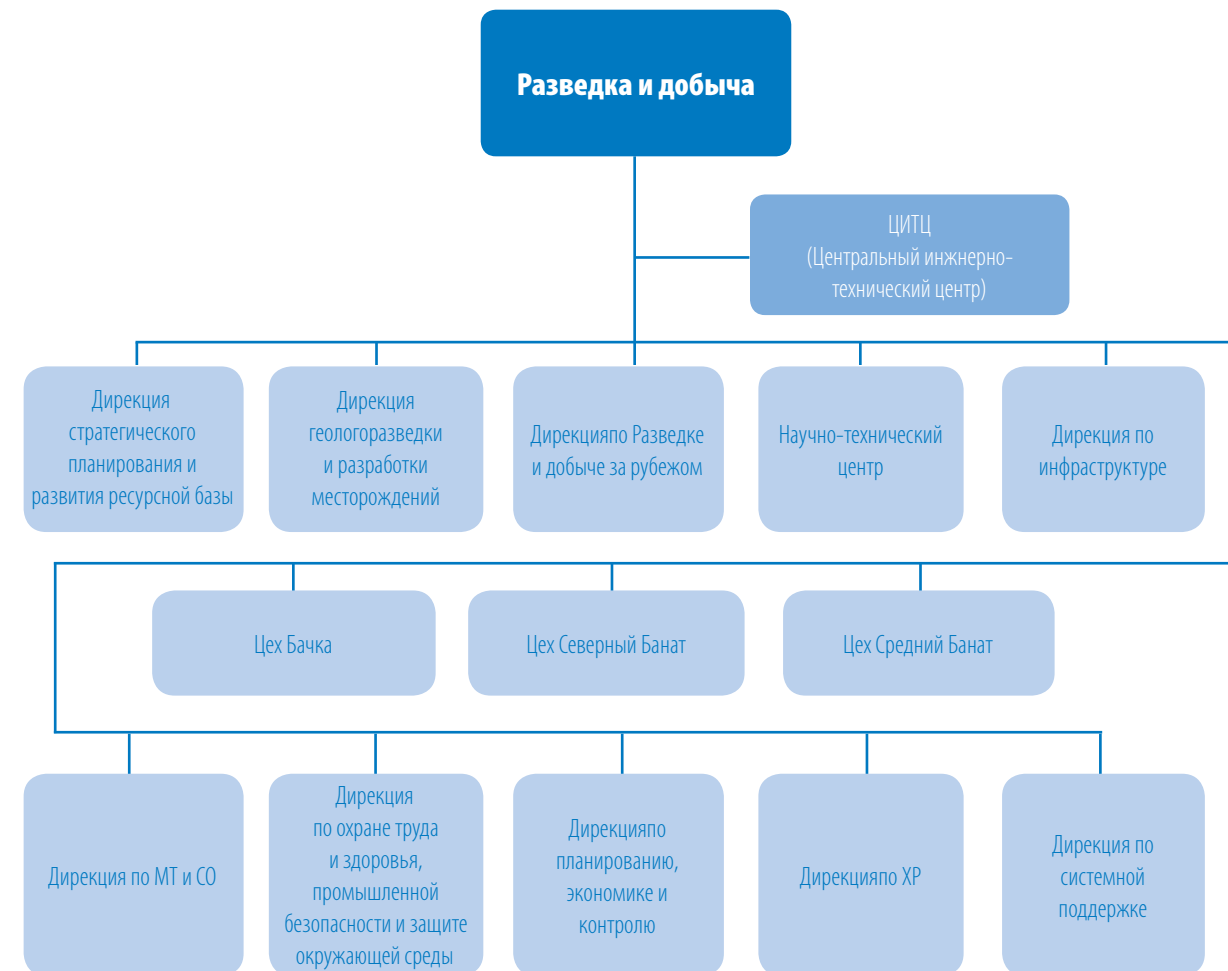 Разведка и добыча
ЦИТЦ
(Центральный инжнерно-
технический центр)
Дирекция
стратегического
планирования и
развития ресурсной базы
Дирекция
геологоразведки
и разработки
месторождений
Дирекцияпо Разведке
и добыче за рубежом
Научно-технический
центр
Дирекция по
инфраструктуре
Цех Бачка
Цех Северный Банат
Цех Средний Банат
Дирекция по МТ и СО
Дирекция
по охране труда
и здоровья,
промышленной
безопасности и защите
окружающей среды
Дирекцияпо
планированию,
экономике и
контролю
Дирекцияпо ХР
Дирекция по
системной
поддержке